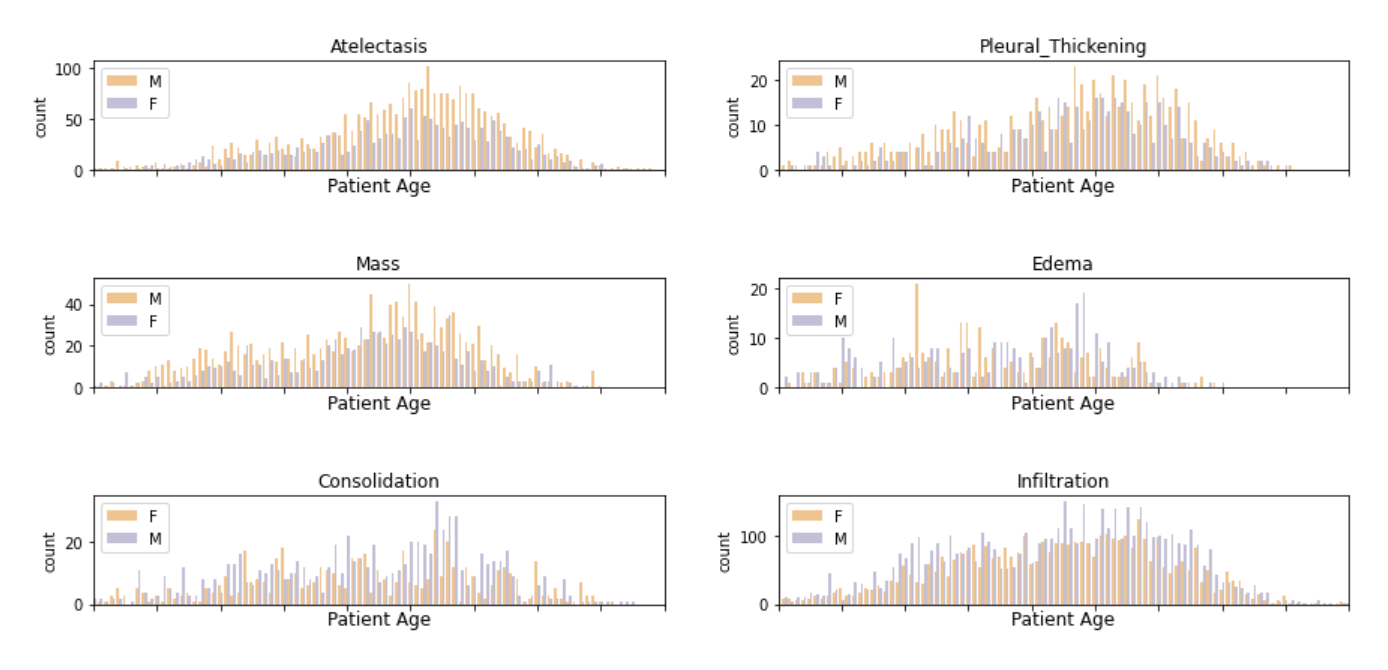 Atelectasis
100
50
0
count
M
F
Patient Age
Pleural_Thickening
20
10
0
count
M
F
Patient Age
Mass
40
20
0
count
M
F
Patient Age
Edema
20
10
0
count
F
M
Patient Age
Consolidation
20
0
count
F
M
Patient Age
Infiltration
100
0
count
F
M
Patient Age